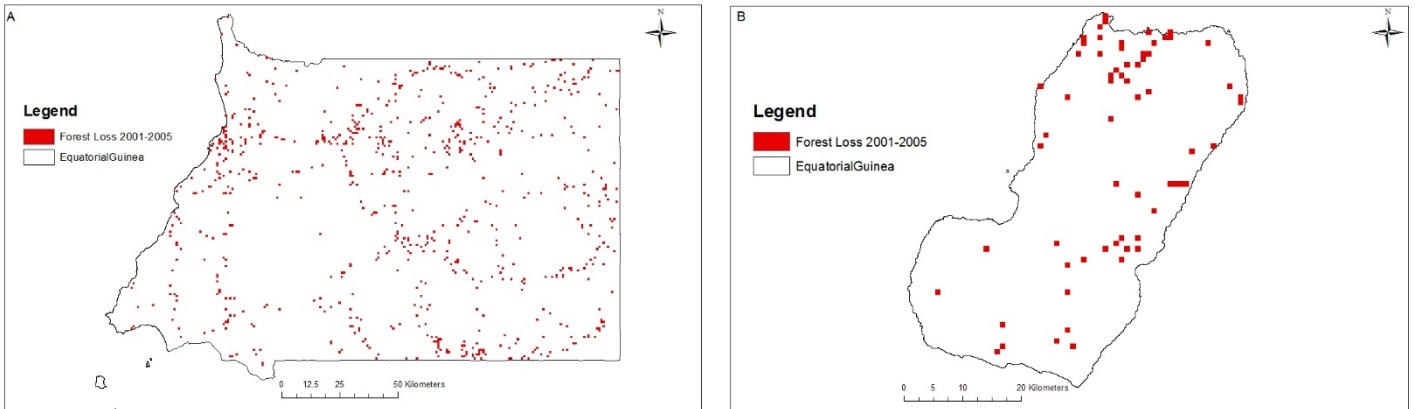 A
N
Legend
Forest Loss 2001-2005
EquatorialGuinea
0 12.5 25 50 Kilometers
B
N
Legend
Forest Loss 2001-2005
EquatorialGuinea
0 5 10 20 Kilometers